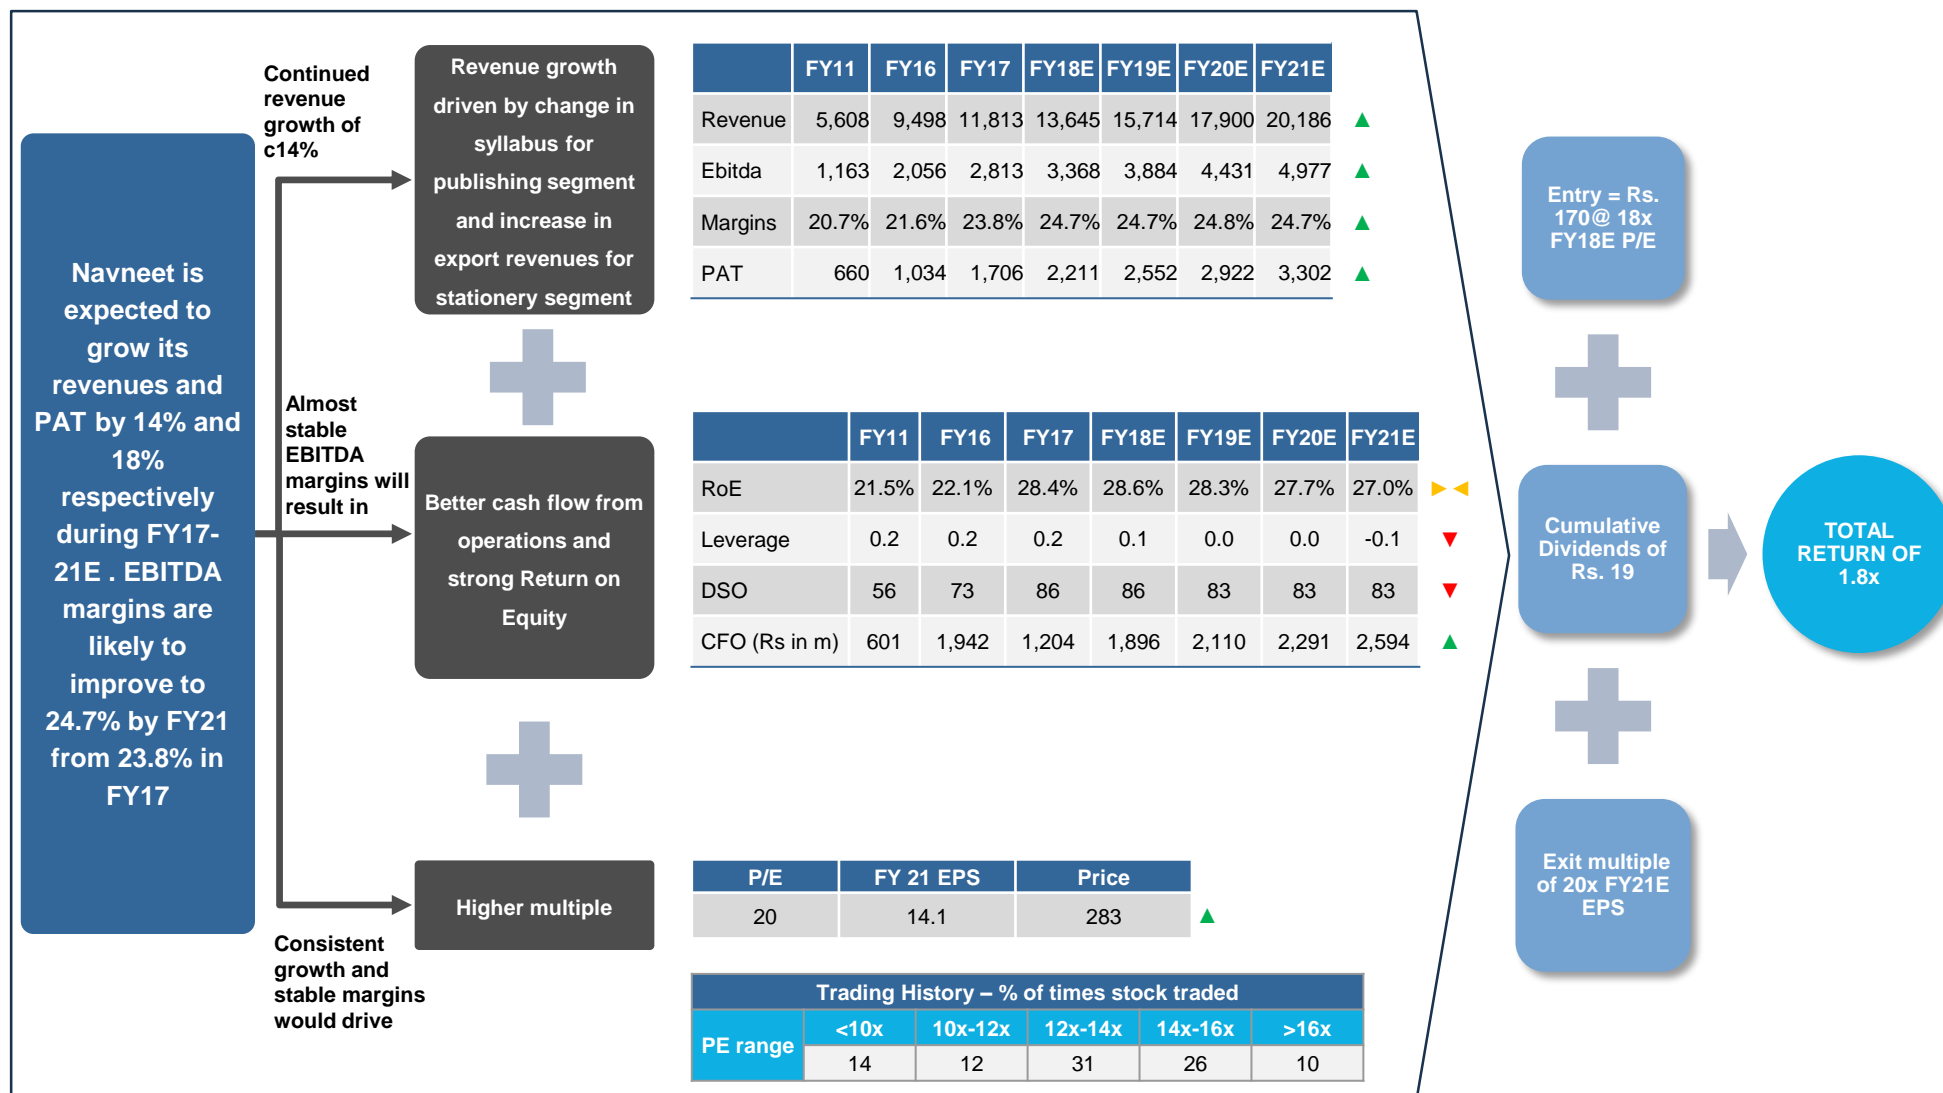 Navneet is
expected to
grow its
revenues and
PAT by 14% and
18%
respectively
during FY17-
21E . EBITDA
margins are
likely to
improve to
24.7% by FY21
from 23.8% in
FY17
Continued
revenue
growth of
c14%
Revenue growth
driven by change in
syllabus for
publishing segment
and increase in
export revenues for
stationery segment
FY11 FY16 FY17 FY18E FY19E FY20E FY21E
Revenue 5,608 9,498 11,813 13,645 15,714 17,900 20,186 ▲
Ebitda 1,163 2,056 2,813 3,368 3,884 4,431 4,977 ▲
Margins 20.7% 21.6% 23.8% 24.7% 24.7% 24.8% 24.7% ▲
PAT 660 1,034 1,706 2,211 2,552 2,922 3,302 ▲
Almost
stable
EBITDA
margins will
result in
Better cash flow from
operations and
strong Return on
Equity
FY11 FY16 FY17 FY18E FY19E FY20E FY21E
RoE 21.5% 22.1% 28.4% 28.6% 28.3% 27.7% 27.0% ►◄
Leverage 0.2 0.2 0.2 0.1 0.0 0.0 -0.1 ▼
DSO 56 73 86 86 83 83 83 ▼
CFO (Rs in m) 601 1,942 1,204 1,896 2,110 2,291 2,594 ▲
Consistent
growth and
stable margins
would drive
Higher multiple
P/E FY 21 EPS Price
20 14.1 283 ▲
Trading History – % of times stock traded
PE range <10x 10x-12x 12x-14x 14x-16x >16x
14 12 31 26 10
Entry = Rs.
170@ 18x
FY18E P/E
Cumulative
Dividends of
Rs. 19
Exit multiple
of 20x FY21E
EPS
TOTAL
RETURN OF
1.8x